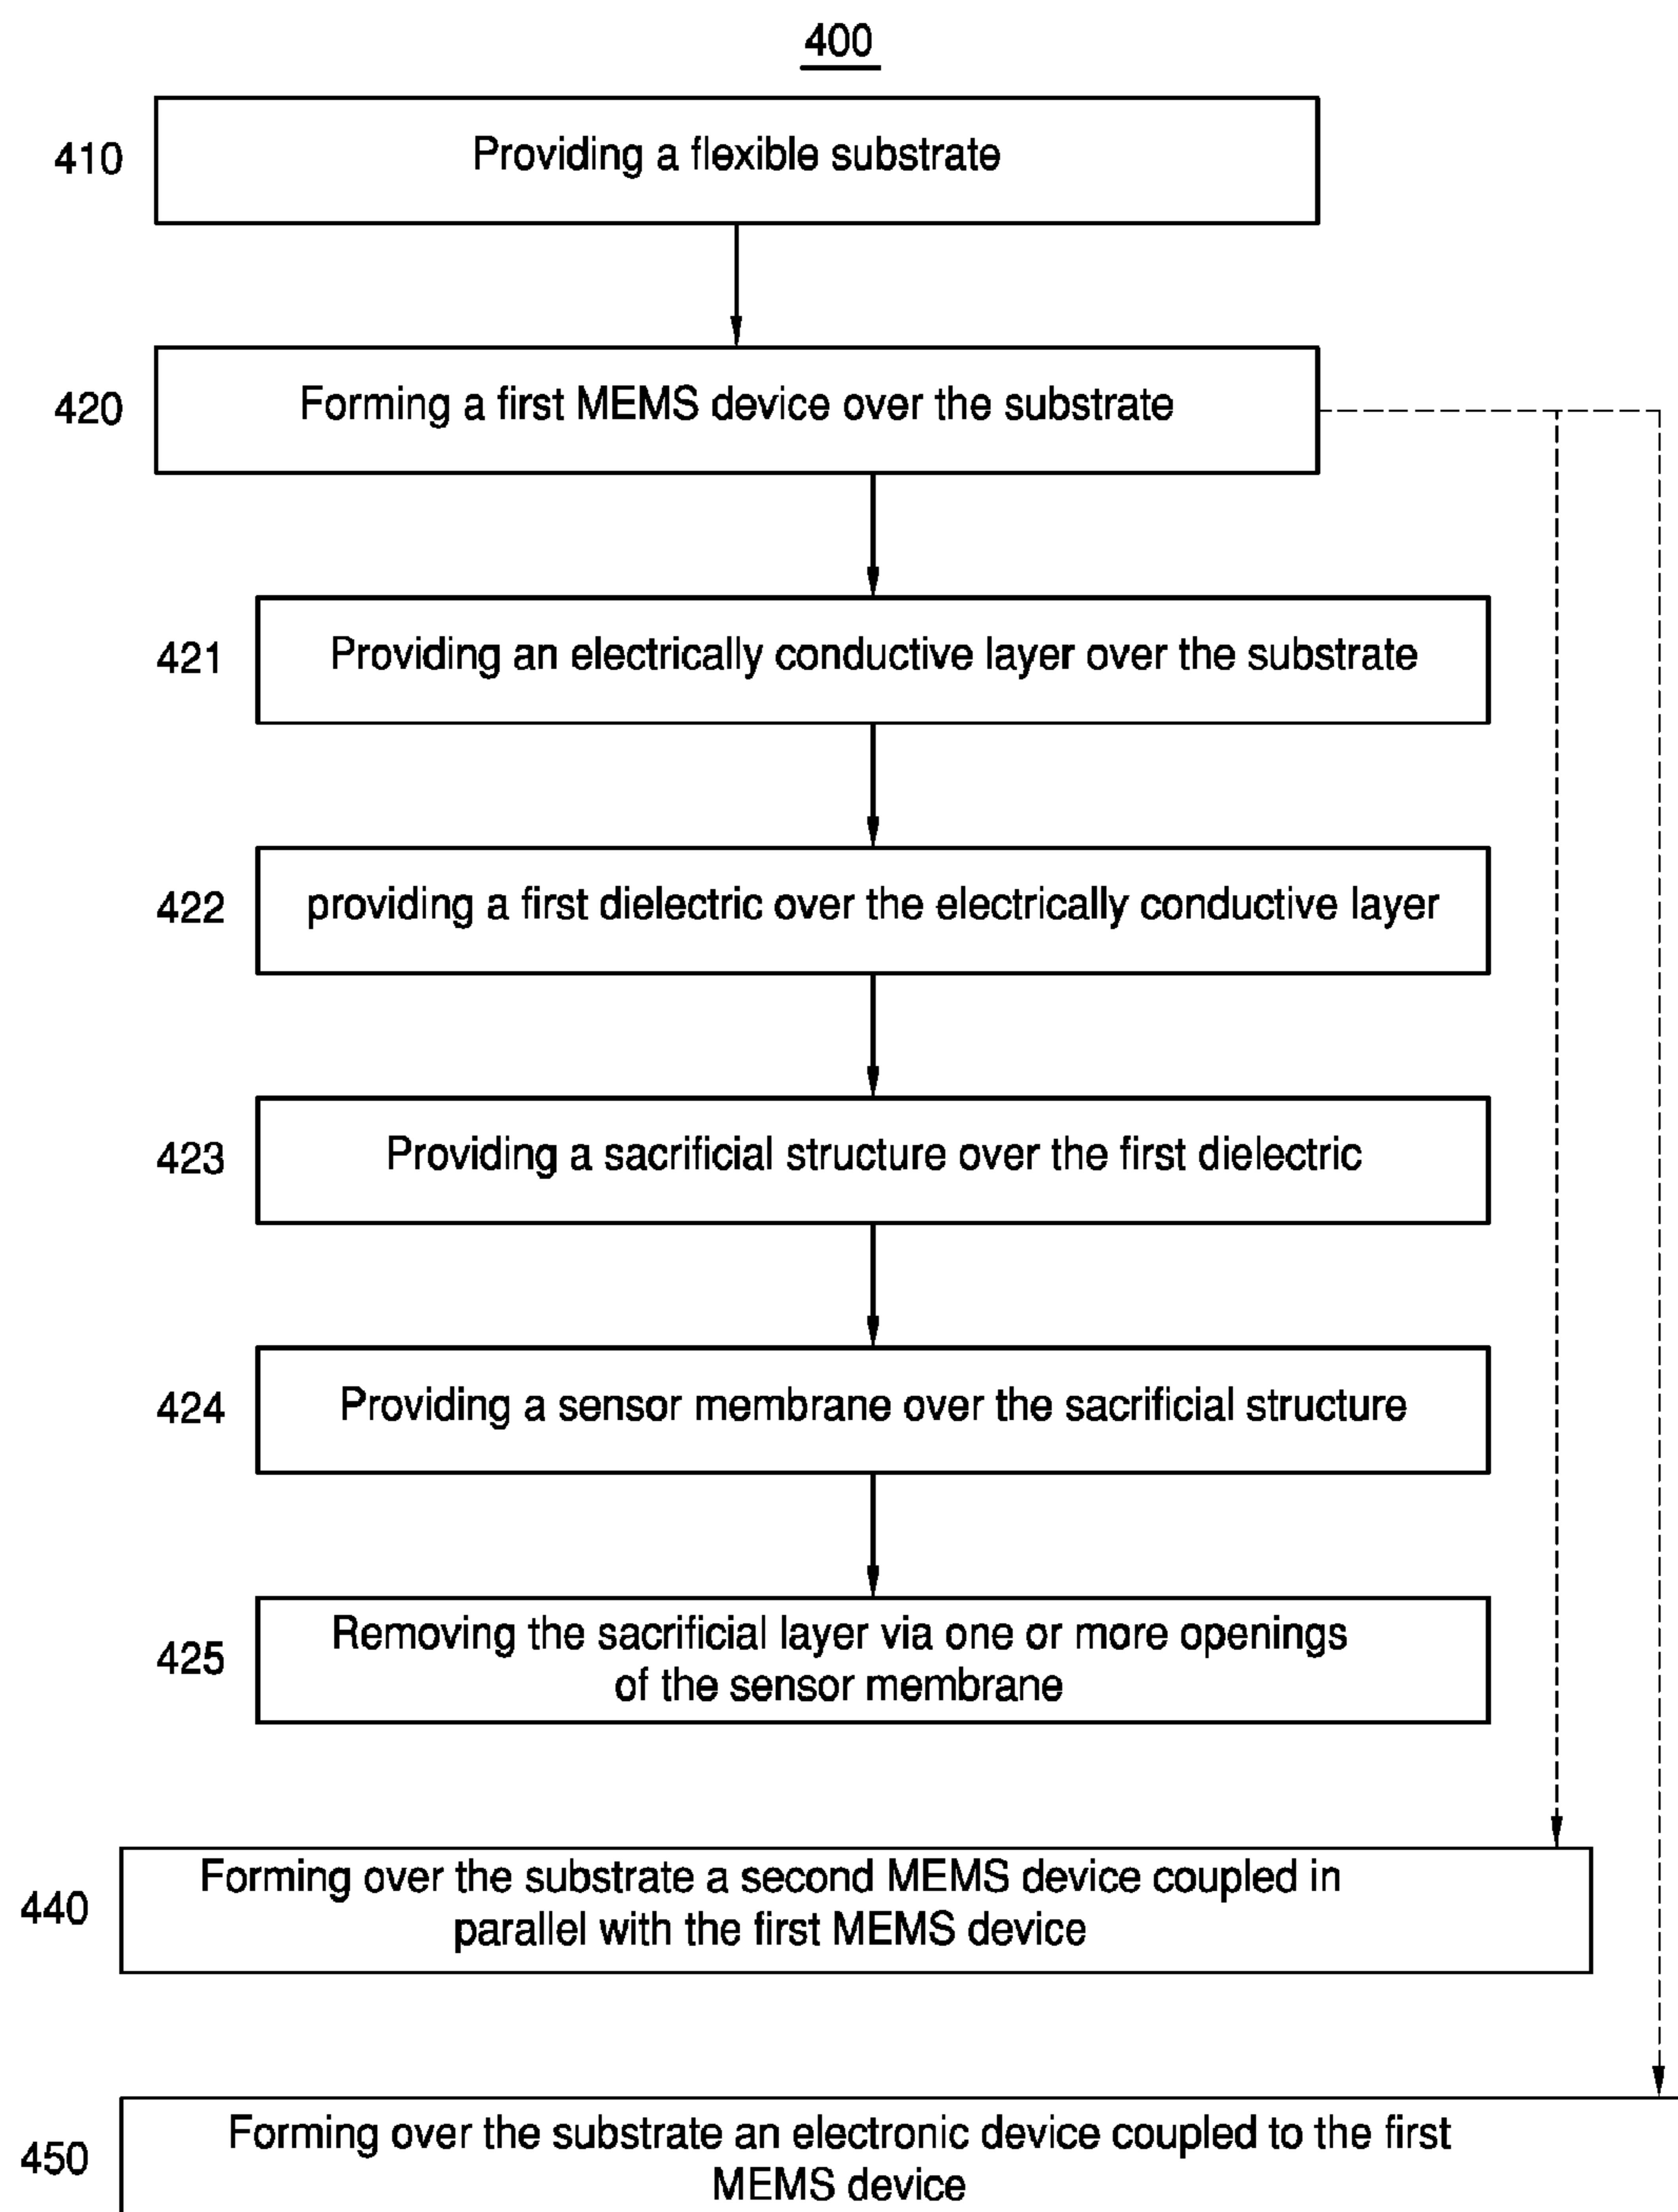 400
410
Providing a flexible substrate
420
Forming a first MEMS device over the substrate
421
Providing an electrically conductive layer over the substrate
422
providing a first dielectric over the electrically conductive layer
423
Providing a sacrificial structure over the first dielectric
424
Providing a sensor membrane over the sacrificial structure
425
Removing the sacrificial layer via one or more openings
of the sensor membrane
440
Forming over the substrate a second MEMS device coupled in
parallel with the first MEMS device
450
Forming over the substrate an electronic device coupled to the first
MEMS device